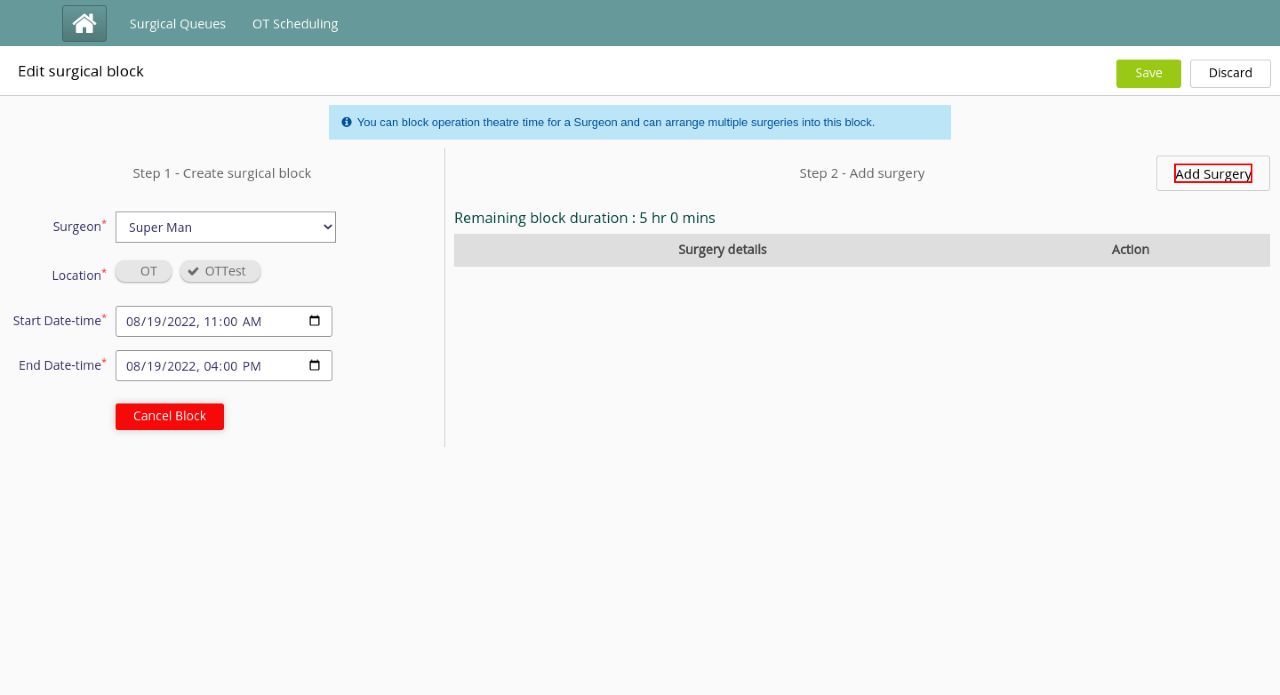 Surgical Queues OT Scheduling
Edit surgical block
Save Discard
You can block operation theatre time for a Surgeon and can arrange multiple surgeries into this block.
Step 1 - Create surgical block
Step 2 - Add surgery
Add Surgery
Surgeon* Super Man
Location* OT OTTest
Start Date-time* 08/19/2022, 11:00 AM
End Date-time* 08/19/2022, 04:00 PM
Cancel Block
Remaining block duration : 5 hr 0 mins
Surgery details Action